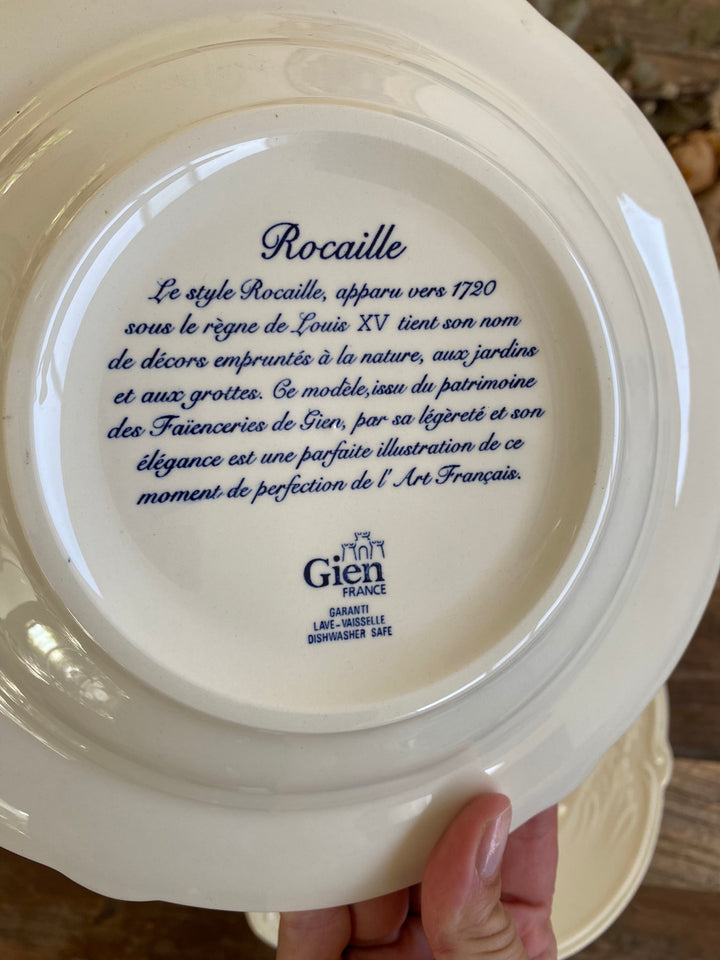 Rocaille
Le style Rocaille, apparu vers 1720
sous le règne de Louis XV tient son nom
de décors empruntés à la nature, aux jardins
et aux grottes. Ce modèle,issu du patrimoine
des Faïenceries de Gien, par sa légèreté et son
élégance est une parfaite illustration de ce
moment de perfection de l' Art Français.
Gien
FRANCE
GARANTI
LAVE-VAISSELLE
DISHWASHER SAFE